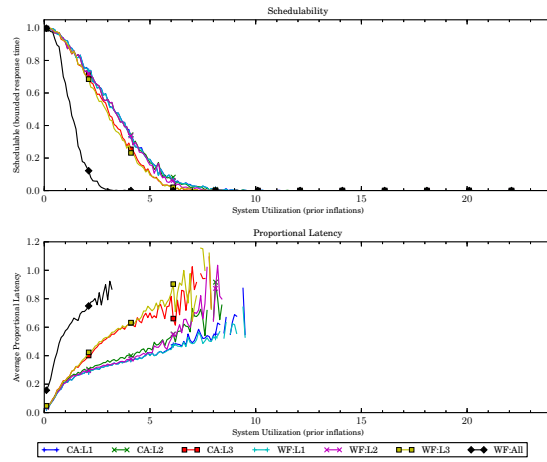 Schedulability
Schedulable (bounded response time)
1.0
0.8
0.6
0.4
0.2
0.0
0 5 10 15 20
System Utilization (prior inflations)
Proportional Latency
Average Proportional Latency
1.2
1.0
0.8
0.6
0.4
0.2
0.0
0 5 10 15 20
System Utilization (prior inflations)
CA:L1 CA:L2 CA:L3 WF:L1 WF:L2 WF:L3 WF:All